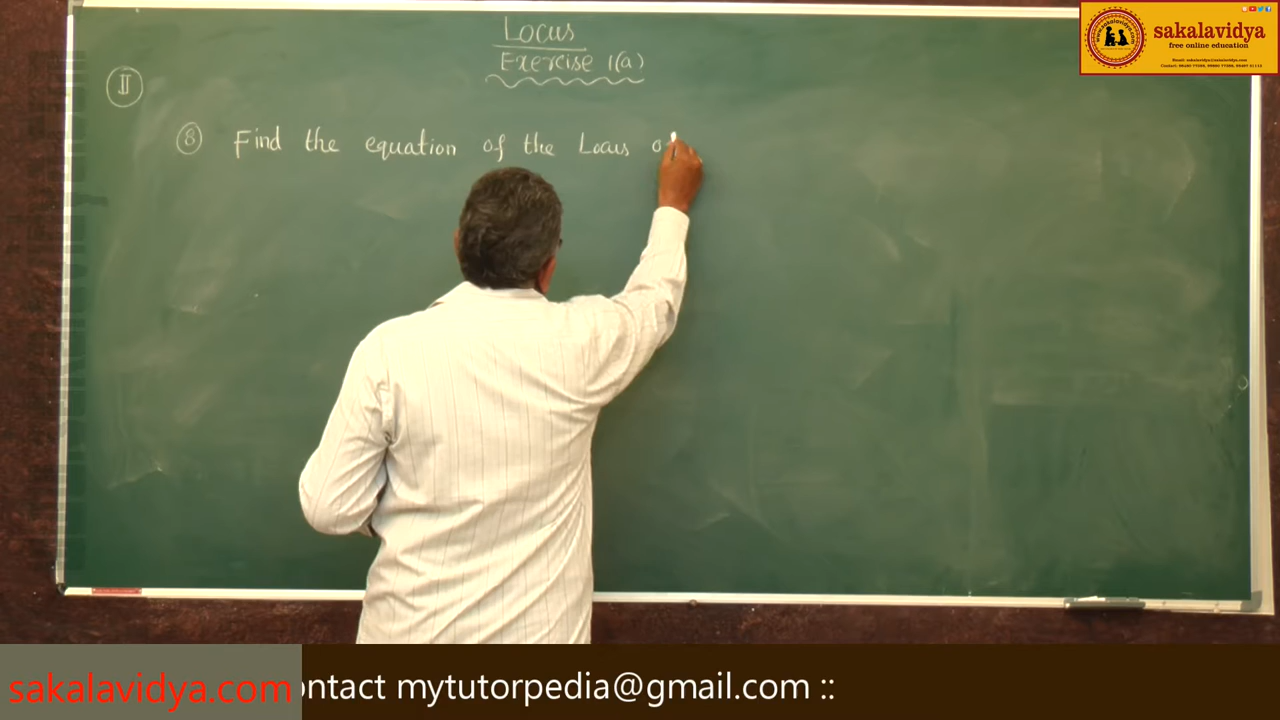 Locus
Exercise 1(a)
II
8 Find the equation of the Locus of
sakalavidya
free online education
sakalavidya.com
ontact mytutorpedia@gmail.com ::